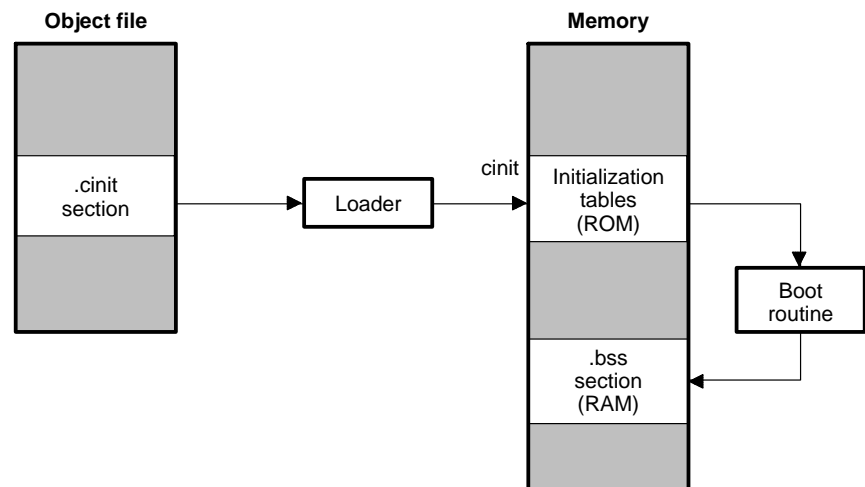 Object file
Memory
.cinit
section
Loader
cinit
Initialization
tables
(ROM)
Boot
routine
.bss
section
(RAM)